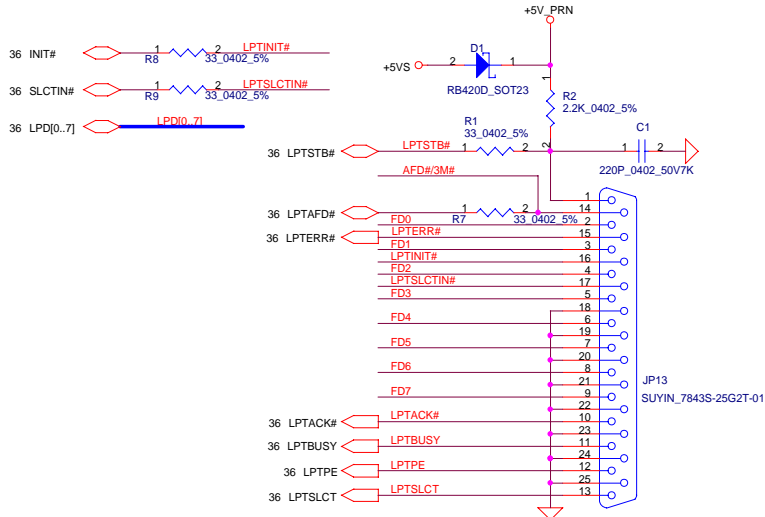 +5V_PRN
36 INIT# 1 2 LPTINIT#
R8 33_0402_5%
+5VS 2 D1 1
RB420D_SOT23
36 SLCTIN# 1 2 LPTSLCTIN#
R9 33_0402_5%
1
R2
2.2K_0402_5%
2
36 LPD[0..7] LPD[0..7]
R1
33_0402_5%
36 LPTSTB# LPTSTB# 1 2
C1
1 2
220P_0402_50V7K
AFD#/3M#
36 LPTAFD# 1 2
R7 33_0402_5%
1
14
FD0 2
36 LPTERR# LPTERR# 15
FD1 3
LPTINIT# 16
FD2 4
LPTSLCTIN# 17
FD3 5
18
FD4 6
19
FD5 7
20
FD6 8
21
FD7 9
22
36 LPTACK# LPTACK# 10
23
36 LPTBUSY LPTBUSY 11
24
36 LPTPE LPTPE 12
25
36 LPTSLCT LPTSLCT 13
JP13
SUYIN_7843S-25G2T-01